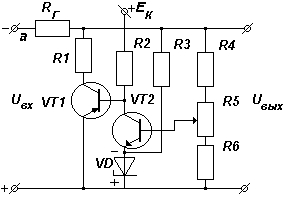 RГ
+EК
–
а
R1
R2
R3
R4
Uвх
VT1
VT2
R5
Uвых
VD
–
R6
+
+